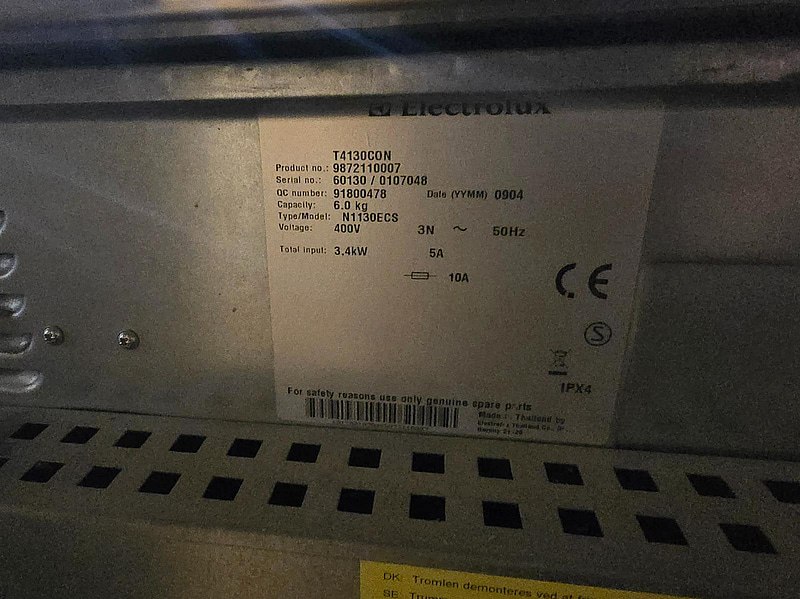 Electrolux
T4130CON
Product no.: 9872110007
Serial no.: 60130 / 0107048
QC number: 91800478 Date (YYMM) 0904
Capacity: 6.0 kg
Type/Model: N1130ECS
Voltage: 400V 3N ~ 50Hz
Total input: 3.4kW 5A
10A
CE
S
IPX4
For safety reasons use only genuine spare parts
Made Thailand by
Thailand Co.,
DK: Tromlen demonteres ved at
SE: